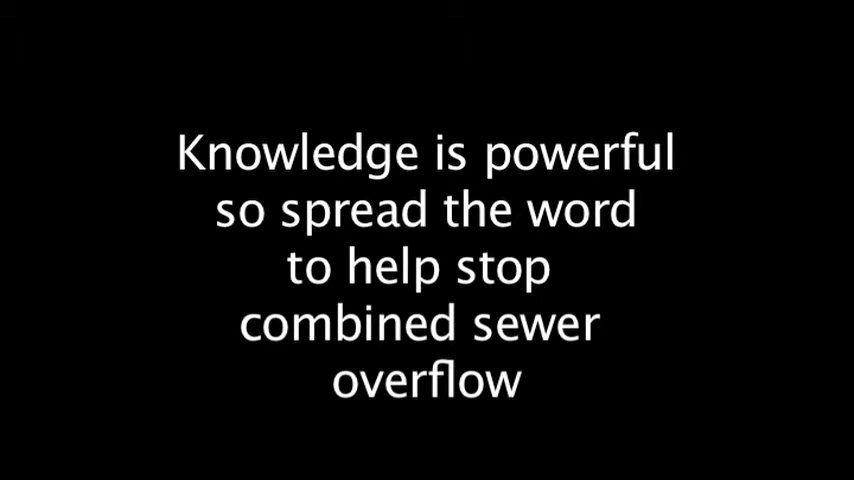 Knowledge is powerful
so spread the word
to help stop
combined sewer
overflow